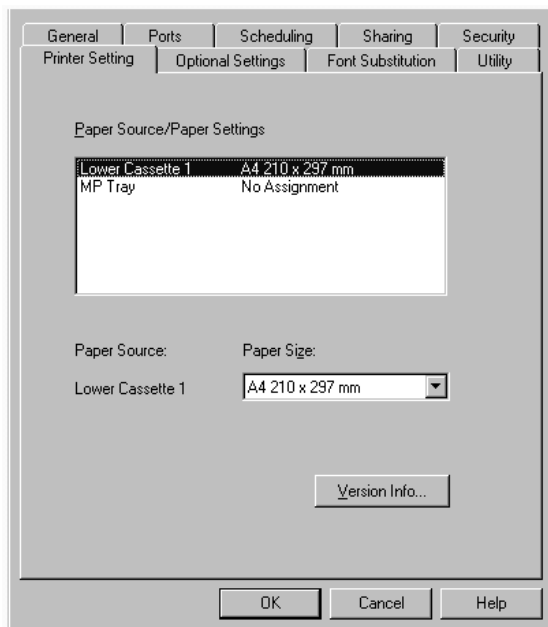 General Ports Scheduling Sharing Security
Printer Setting Optional Settings Font Substitution Utility
Paper Source/Paper Settings
Lower Cassette 1 A4 210 x 297 mm
MP Tray No Assignment
Paper Source: Paper Size:
Lower Cassette 1 A4 210 x 297 mm
Version Info...
OK Cancel Help